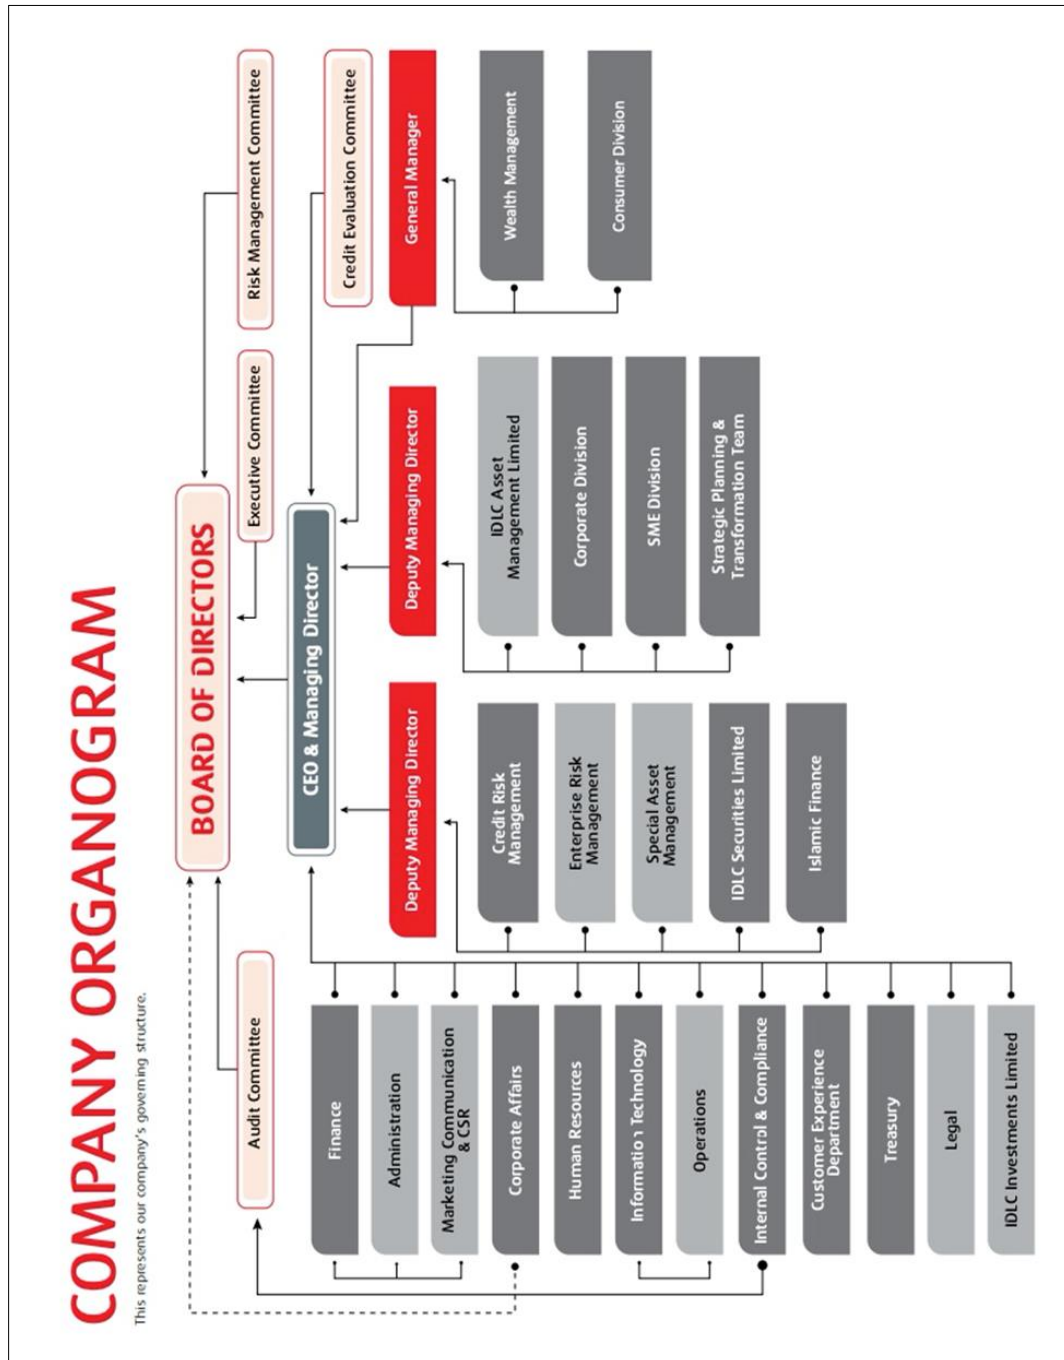 COMPANY ORGANOGRAM
This represents our company's governing structure.
BOARD OF DIRECTORS
Audit Committee
Executive Committee
Risk Management Committee
CEO & Managing Director
Credit Evaluation Committee
Deputy Managing Director
Deputy Managing Director
General Manager
Finance
Administration
Marketing Communication
& CSR
Corporate Affairs
Human Resources
Information Technology
Operations
Internal Control & Compliance
Customer Experience
Department
Treasury
Legal
IDLC Investments Limited
Credit Risk
Management
Enterprise Risk
Management
Special Asset
Management
IDLC Securities Limited
Islamic Finance
IDLC Asset
Management Limited
Corporate Division
SME Division
Strategic Planning &
Transformation Team
Wealth Management
Consumer Division